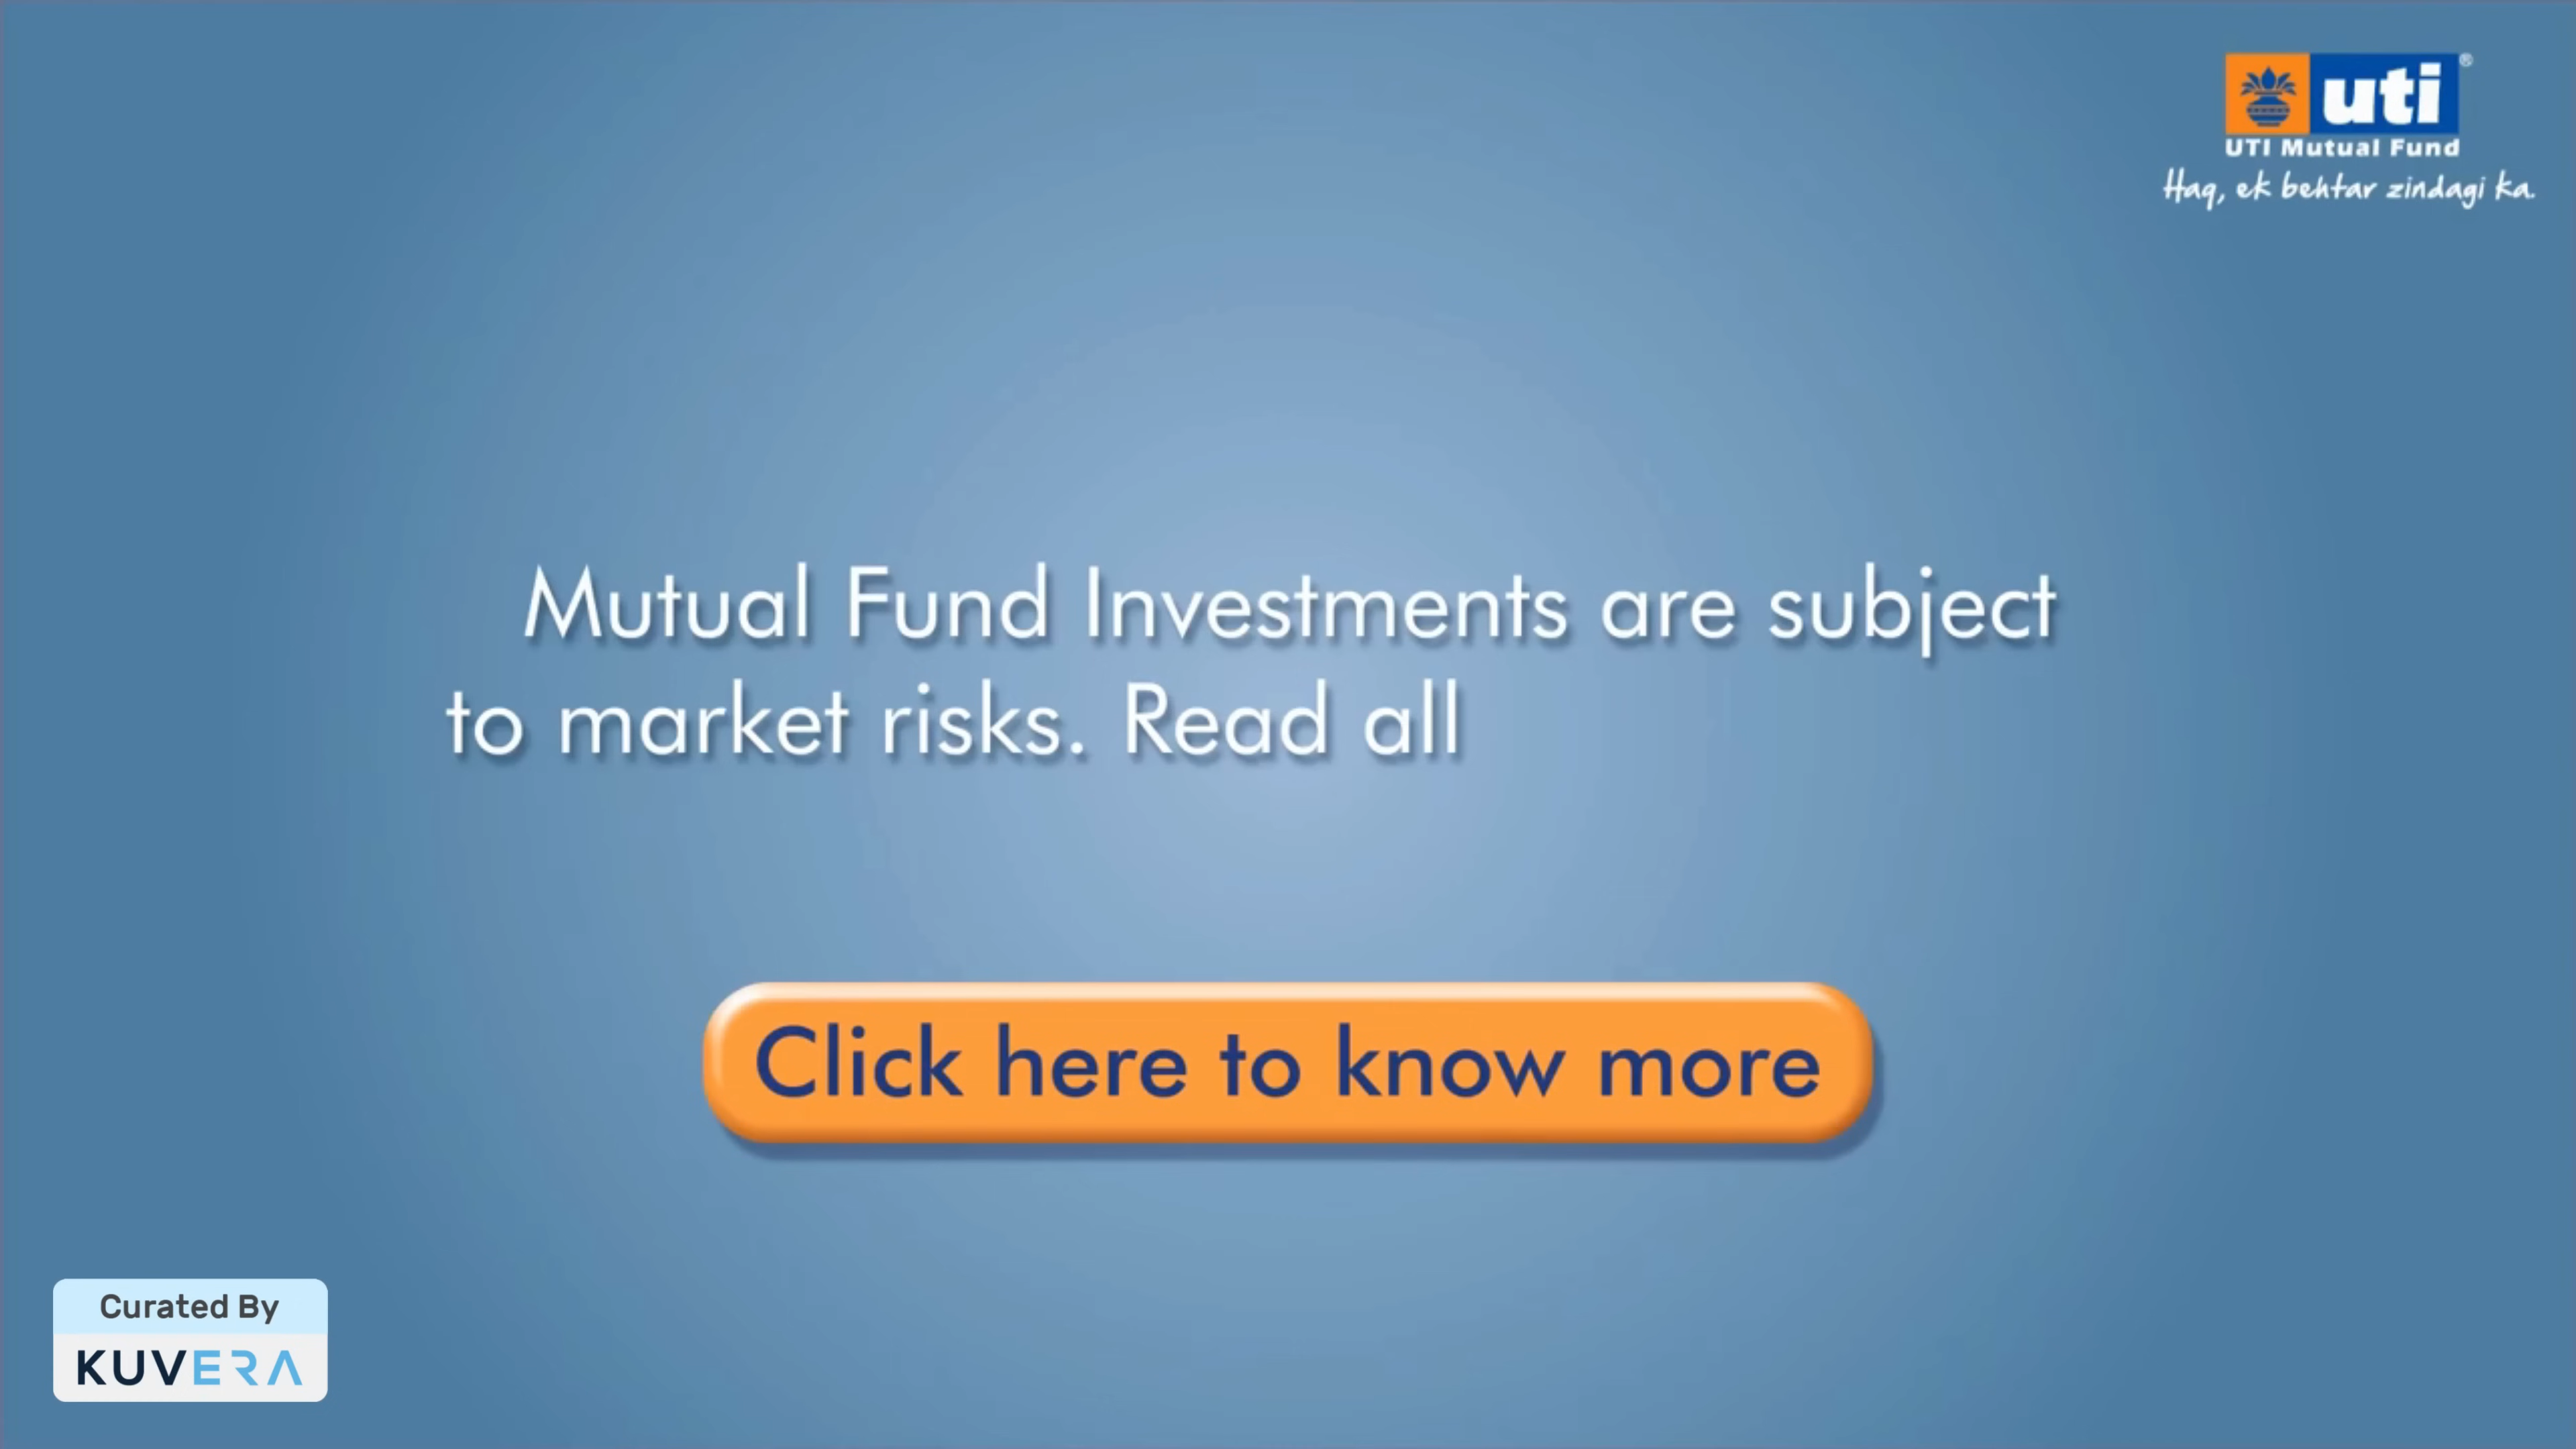 uti
UTI Mutual Fund
Haq, ek behtar zindagi ka.
Mutual Fund Investments are subject
to market risks. Read all
Click here to know more
Curated By
KUVERA